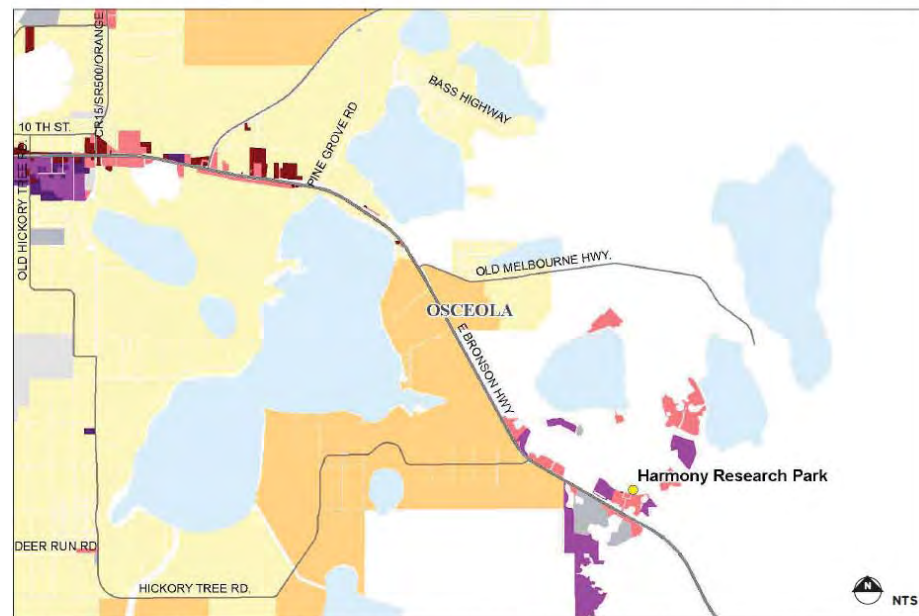 CR15/SR500/ORANGE
BASS HIGHWAY
10 TH ST.
PINE GROVE RD
OLD HICKORY TREE RD.
OLD MELBOURNE HWY.
OSCEOLA
E BRONSON HWY
Harmony Research Park
DEER RUN RD
HICKORY TREE RD.
N
NTS